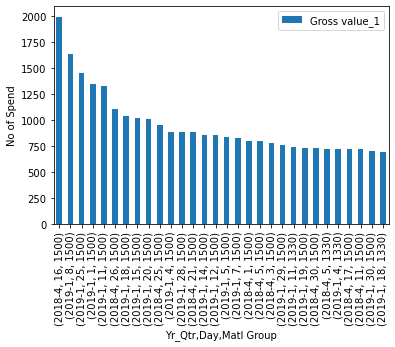 Gross value_1
2000
1750
1500
1250
1000
750
500
250
0
No of Spend
(2018-4, 16, 1500)
(2019-1, 8, 1500)
(2019-1, 25, 1500)
(2019-1, 1, 1500)
(2019-1, 11, 1500)
(2018-4, 26, 1500)
(2019-1, 18, 1500)
(2019-1, 15, 1500)
(2019-1, 20, 1500)
(2018-4, 25, 1500)
(2019-1, 4, 1500)
(2019-1, 28, 1500)
(2018-4, 21, 1500)
(2019-1, 14, 1500)
(2019-1, 12, 1500)
(2019-1, 5, 1500)
(2019-1, 7, 1500)
(2018-4, 1, 1500)
(2018-4, 5, 1500)
(2018-4, 3, 1500)
(2019-1, 29, 1500)
(2019-1, 11, 1330)
(2019-1, 19, 1500)
(2018-4, 30, 1500)
(2018-4, 5, 1330)
(2019-1, 4, 1330)
(2018-4, 17, 1500)
(2018-4, 11, 1500)
(2019-1, 30, 1500)
(2019-1, 18, 1330)
Yr_Qtr,Day,Matl Group